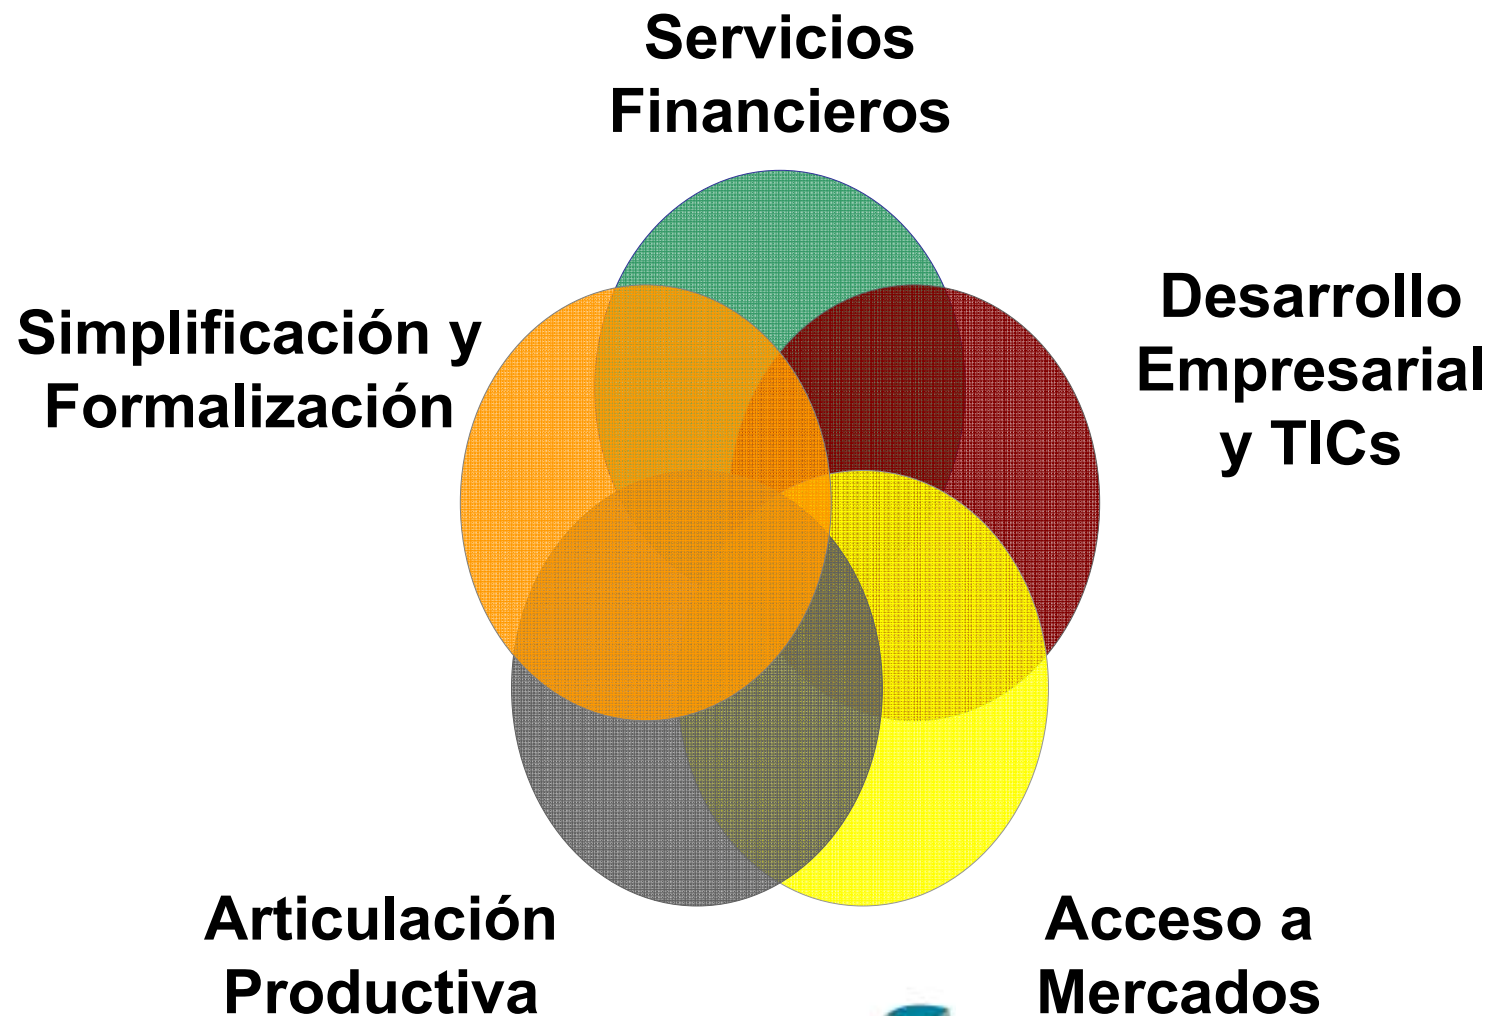 Servicios
Financieros
Simplificación y
Formalización
Desarrollo
Empresarial
y TICs
Articulación
Productiva
Acceso a
Mercados